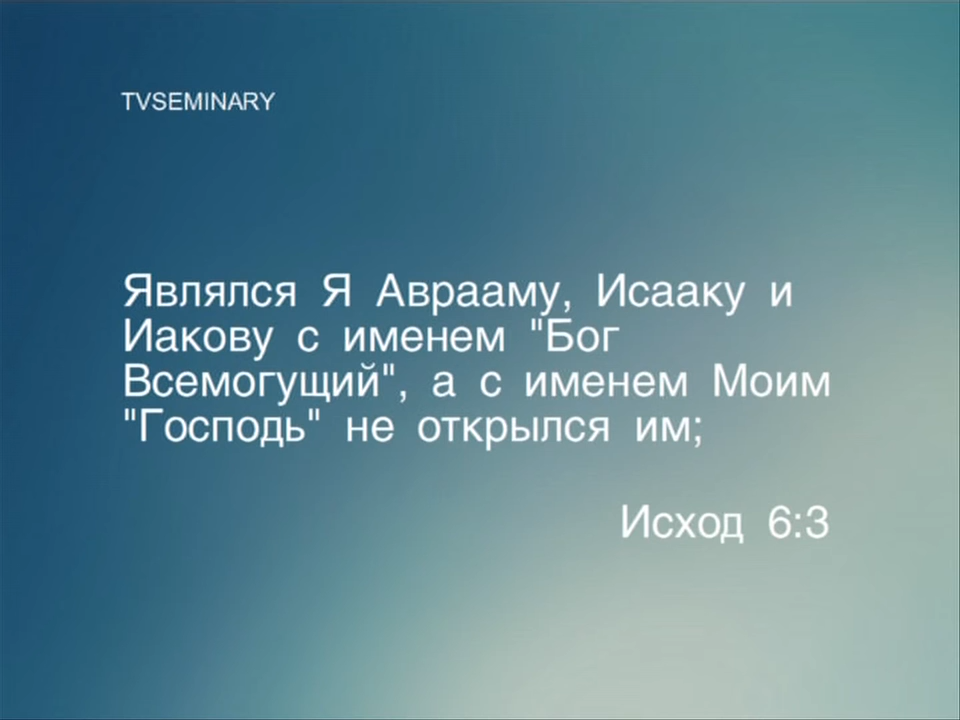 TVSEMINARY
Являлся Я Аврааму, Исааку и
Иакову с именем "Бог
Всемогущий", а с именем Моим
"Господь" не открылся им;
Исход 6:3